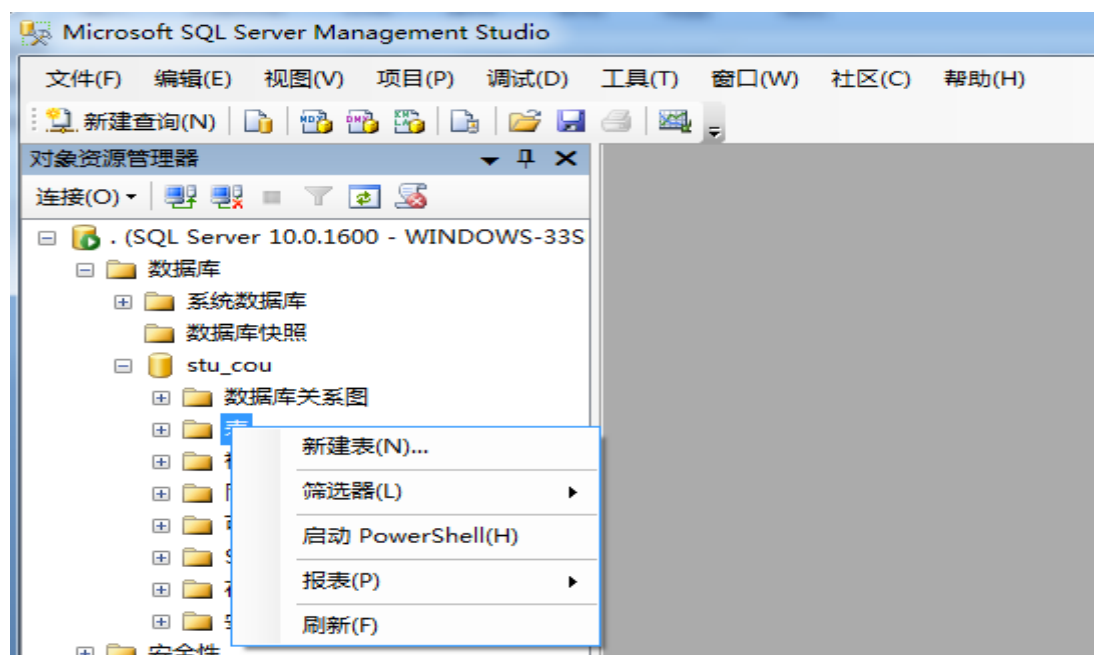 Microsoft SQL Server Management Studio
文件(F) 编辑(E) 视图(V) 项目(P) 调试(D) 工具(T) 窗口(W) 社区(C) 帮助(H)
新建查询(N)
对象资源管理器
连接(O)
. (SQL Server 10.0.1600 - WINDOWS-33S
数据库
系统数据库
数据库快照
stu_cou
数据库关系图
表
新建表(N)...
筛选器(L)
启动 PowerShell(H)
报表(P)
刷新(F)
安全性